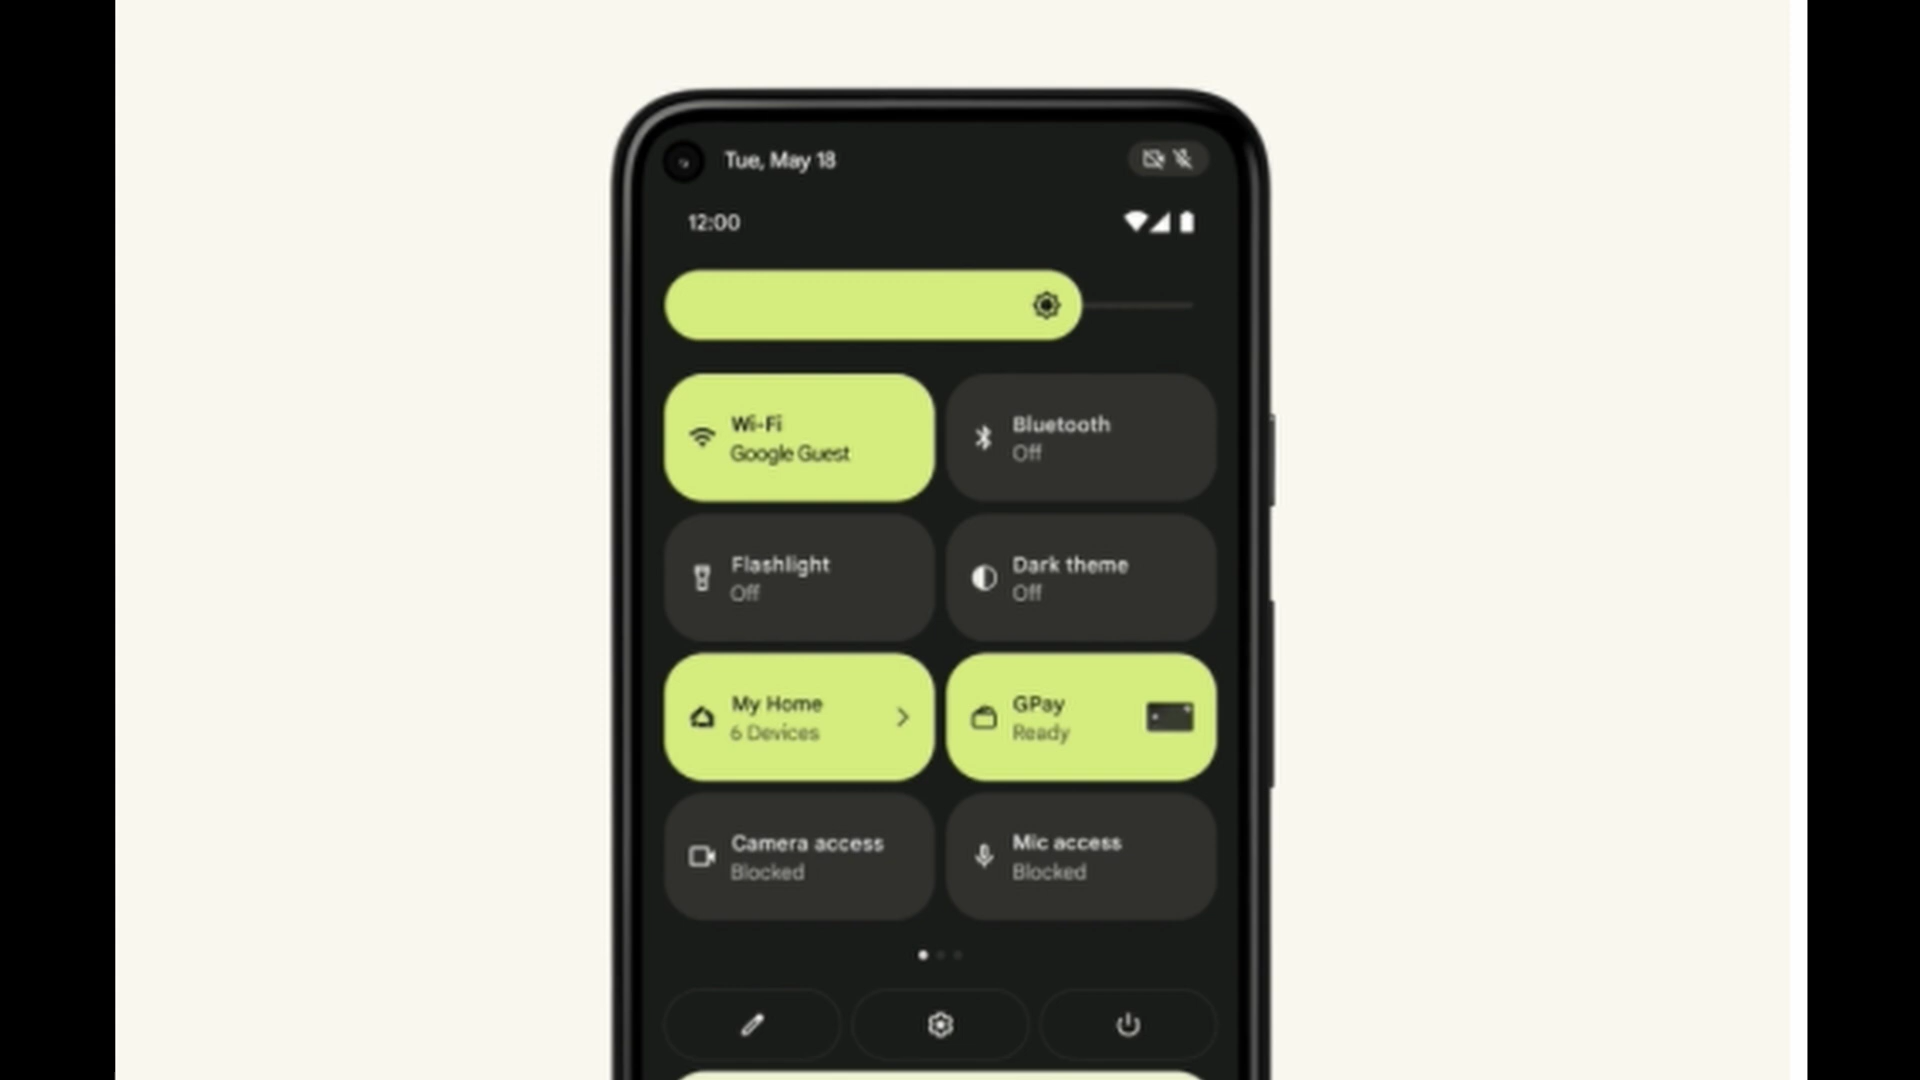 Tue, May 18
12:00
Wi-Fi
Google Guest
Bluetooth
Off
Flashlight
Off
Dark theme
Off
My Home
6 Devices
GPay
Ready
Camera access
Blocked
Mic access
Blocked